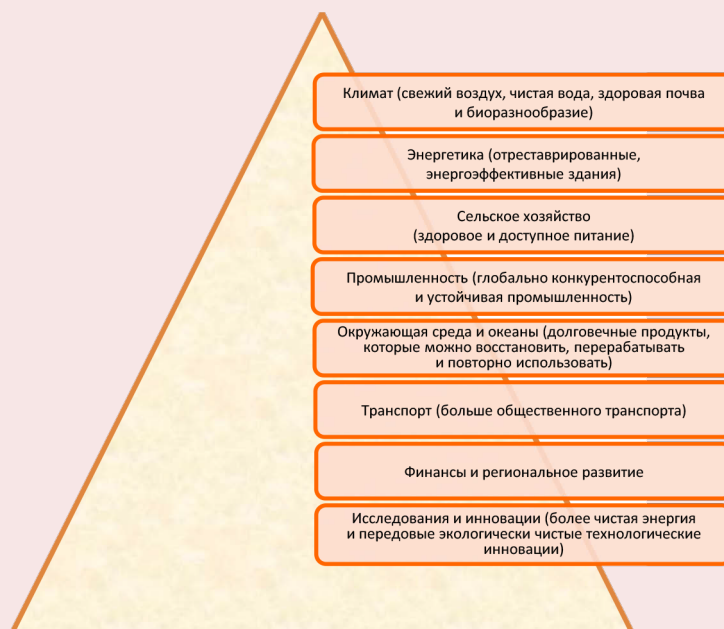 Климат (свежий воздух, чистая вода, здоровая почва
и биоразнообразие)
Энергетика (отреставрированные,
энергоэффективные здания)
Сельское хозяйство
(здоровое и доступное питание)
Промышленность (глобально конкурентоспособная
и устойчивая промышленность)
Окружающая среда и океаны (долговечные продукты,
которые можно восстановить, перерабатывать
и повторно использовать)
Транспорт (больше общественного транспорта)
Финансы и региональное развитие
Исследования и инновации (более чистая энергия
и передовые экологически чистые технологические
инновации)